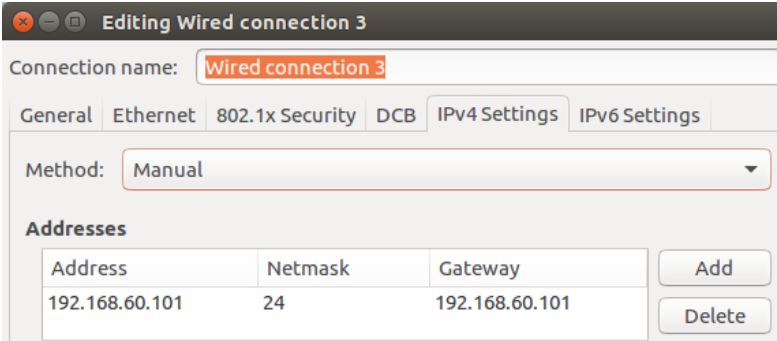 Editing Wired connection 3
Connection name: Wired connection 3
General Ethernet 802.1x Security DCB IPv4 Settings IPv6 Settings
Method: Manual
Addresses
Address Netmask Gateway Add
192.168.60.101 24 192.168.60.101
Delete